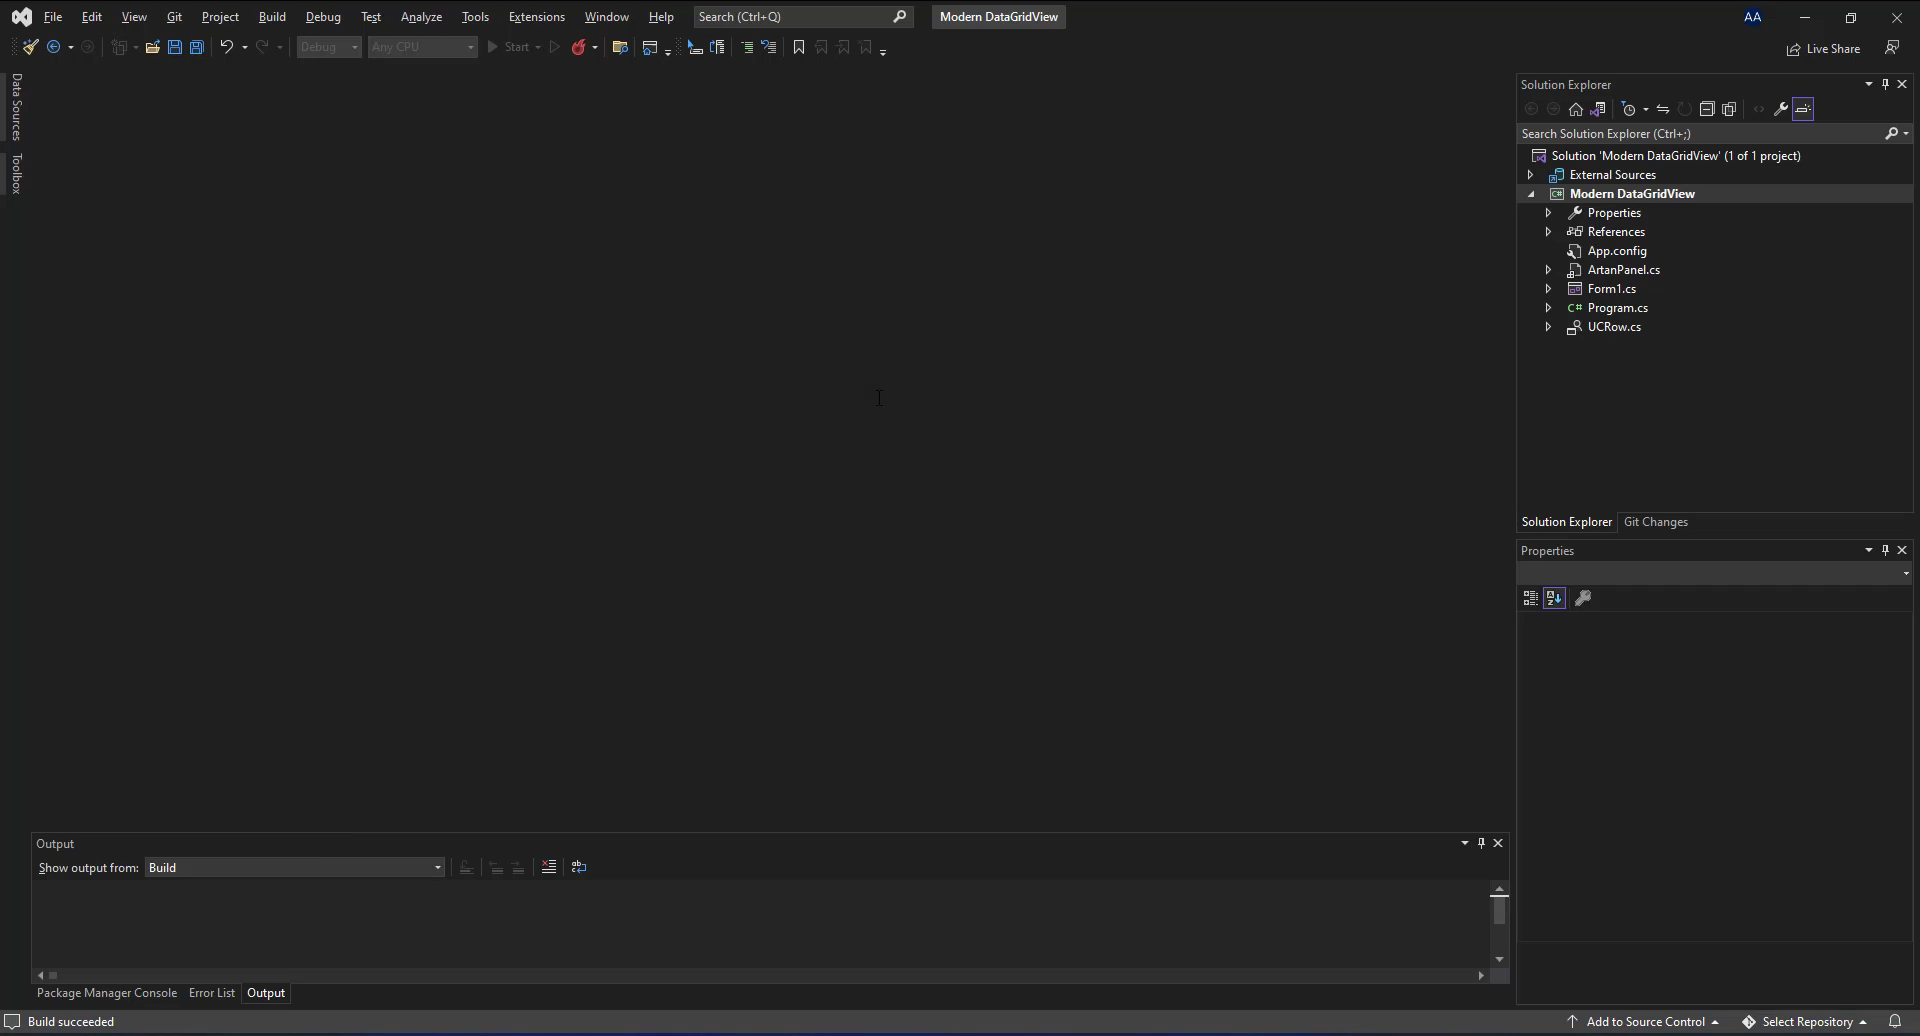 File Edit View Git Project Build Debug Test Analyze Tools Extensions Window Help Search (Ctrl+Q) Modern DataGridView AA
Debug Any CPU Start Live Share
Data Sources
Toolbox
Solution Explorer
Search Solution Explorer (Ctrl+;)
Solution 'Modern DataGridView' (1 of 1 project)
External Sources
C# Modern DataGridView
Properties
References
App.config
ArtanPanel.cs
Form1.cs
C# Program.cs
UCRow.cs
Solution Explorer Git Changes
Properties
Output
Show output from: Build
Package Manager Console Error List Output
Build succeeded Add to Source Control Select Repository